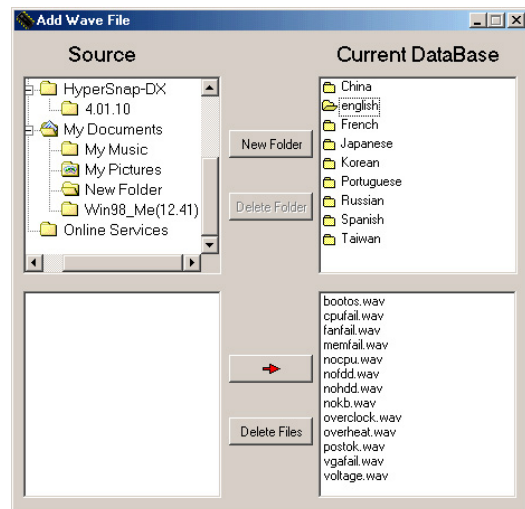 Add Wave File
Source
Current DataBase
HyperSnap-DX
4.01.10
My Documents
My Music
My Pictures
New Folder
Win98_Me(12.41)
Online Services
New Folder
Delete Folder
China
english
French
Japanese
Korean
Portuguese
Russian
Spanish
Taiwan
Delete Files
bootos.wav
cpufail.wav
fanfail.wav
memfail.wav
nocpu.wav
nofdd.wav
nohdd.wav
nokb.wav
overclock.wav
overheat.wav
postok.wav
vgafail.wav
voltage.wav